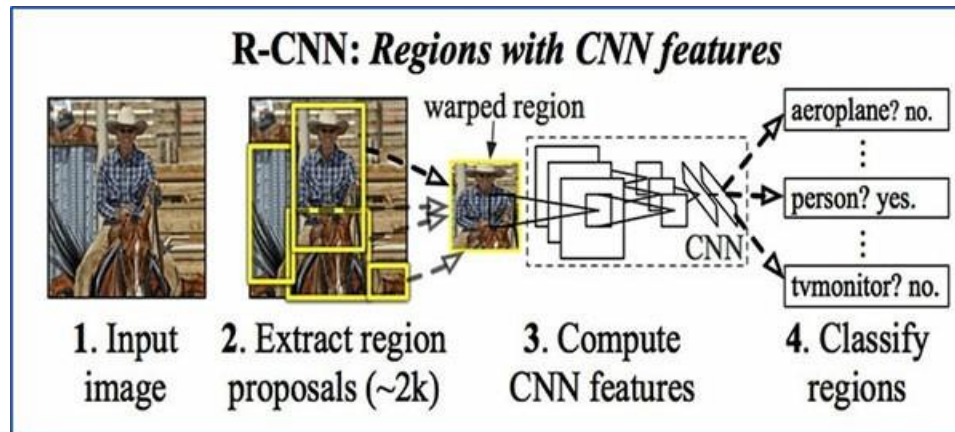 R-CNN: Regions with CNN features
warped region
aeroplane? no.
person? yes.
CNN
tvmonitor? no.
1. Input
image
2. Extract region
proposals (~2k)
3. Compute
CNN features
4. Classify
regions